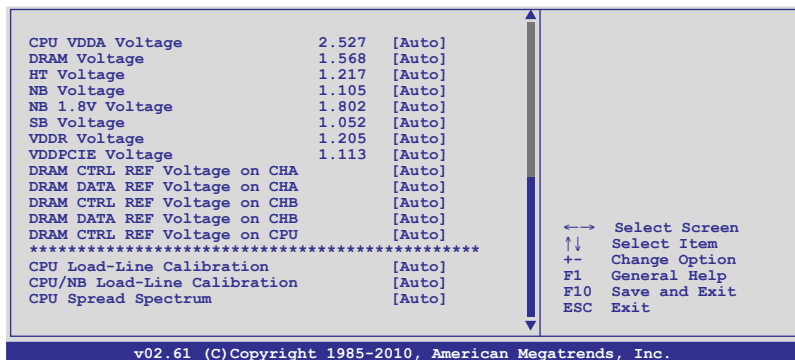 CPU VDDA Voltage 2.527 [Auto]
DRAM Voltage 1.568 [Auto]
HT Voltage 1.217 [Auto]
NB Voltage 1.105 [Auto]
NB 1.8V Voltage 1.802 [Auto]
SB Voltage 1.052 [Auto]
VDDR Voltage 1.205 [Auto]
VDDPCIE Voltage 1.113 [Auto]
DRAM CTRL REF Voltage on CHA [Auto]
DRAM DATA REF Voltage on CHA [Auto]
DRAM CTRL REF Voltage on CHB [Auto]
DRAM DATA REF Voltage on CHB [Auto]
DRAM CTRL REF Voltage on CPU [Auto]
***********************************************
CPU Load-Line Calibration [Auto]
CPU/NB Load-Line Calibration [Auto]
CPU Spread Spectrum [Auto]
←→ Select Screen
↑↓ Select Item
+- Change Option
F1 General Help
F10 Save and Exit
ESC Exit
v02.61 (C)Copyright 1985-2010, American Megatrends, Inc.